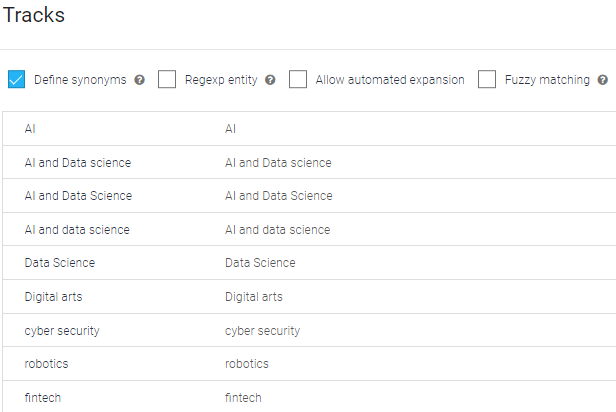 Tracks
Define synonyms ? Regexp entity ? Allow automated expansion Fuzzy matching ?
AI AI
AI and Data science AI and Data science
AI and Data Science AI and Data Science
AI and data science AI and data science
Data Science Data Science
Digital arts Digital arts
cyber security cyber security
robotics robotics
fintech fintech